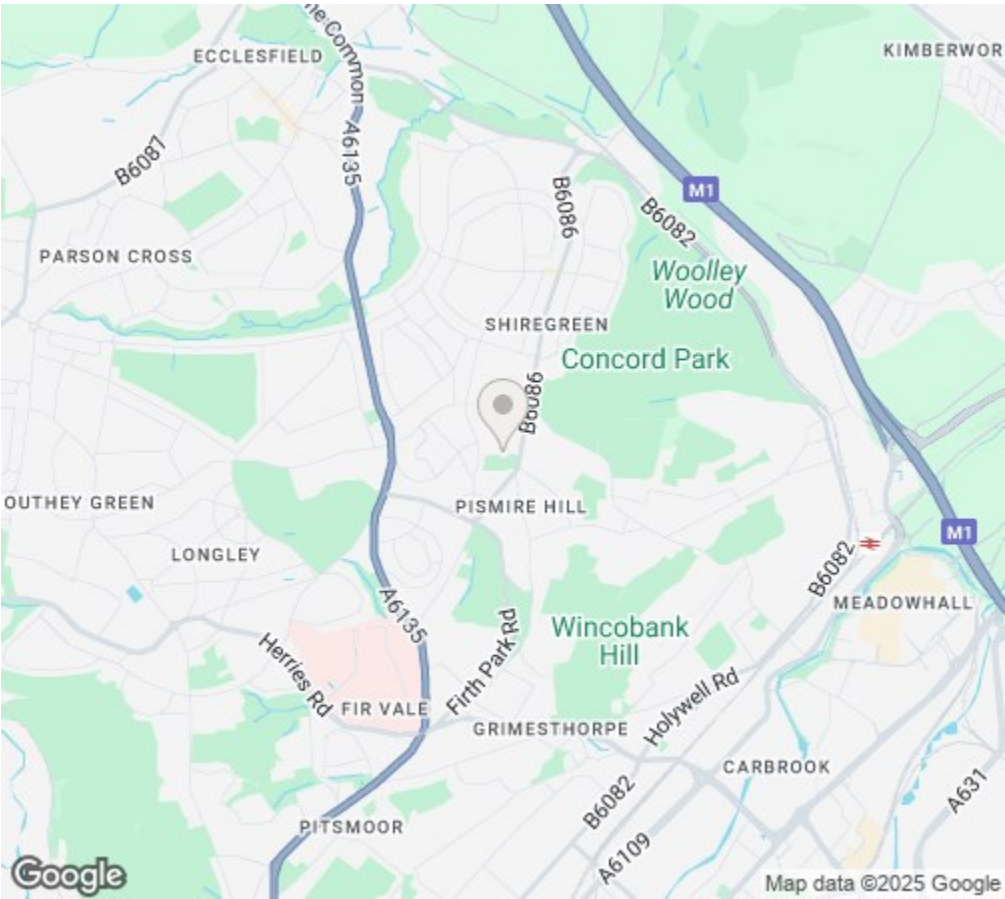 he Common
ECCLESFIELD
KIMBERWOR
A6135
B6087
B6086
M1
B6082
PARSON CROSS
Woolley
Wood
SHIREGREEN
Concord Park
B6086
OUTHEY GREEN
PISMIRE HILL
LONGLEY
M1
B6082
MEADOWHALL
A6135
Wincobank
Hill
Herries Rd
Firth Park Rd
FIR VALE
Holywell Rd
GRIMESTHORPE
CARBROOK
B6082
A631
PITSMOOR
A6109
Google
Map data ©2025 Google